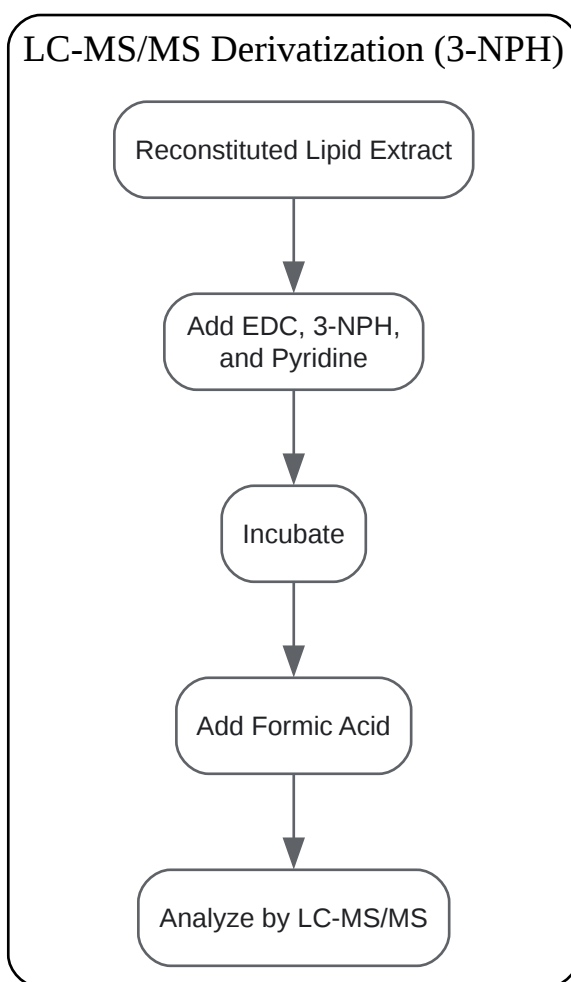 LC-MS/MS Derivatization (3-NPH)
Reconstituted Lipid Extract
Add EDC, 3-NPH,
and Pyridine
Incubate
Add Formic Acid
Analyze by LC-MS/MS